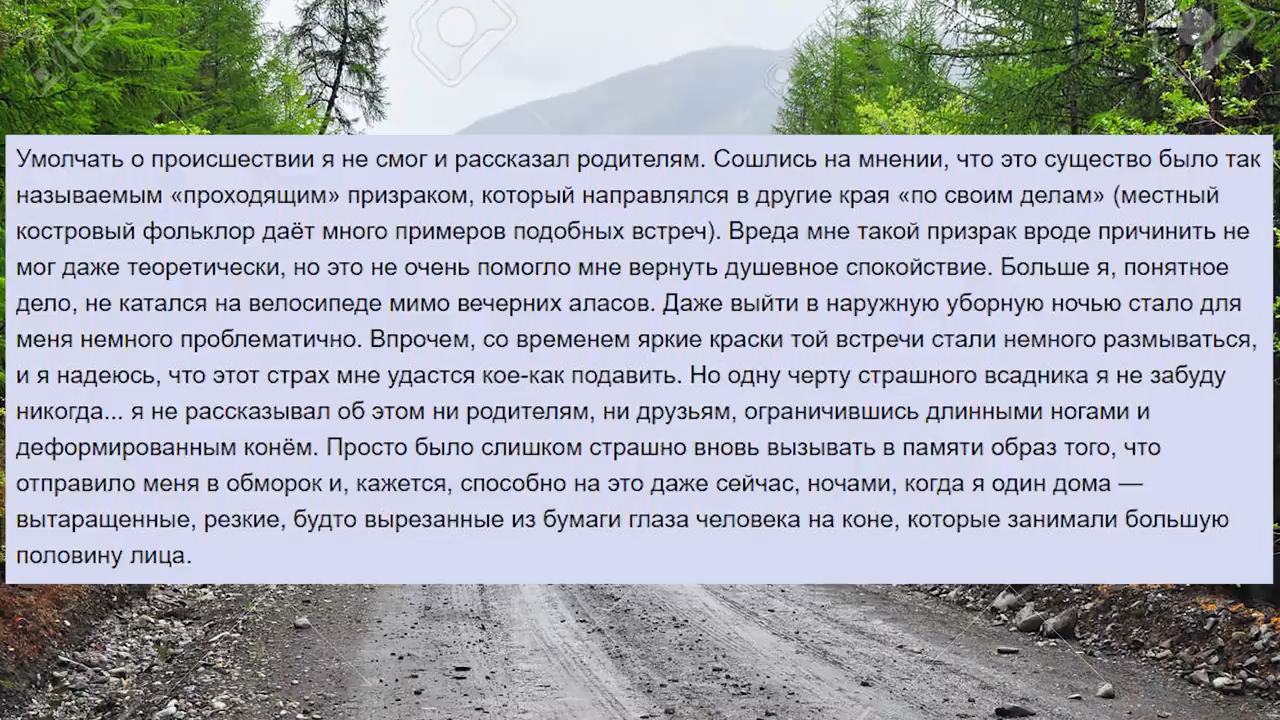 Умолчать о происшествии я не смог и рассказал родителям. Сошлись на мнении, что это существо было так
называемым «проходящим» призраком, который направлялся в другие края «по своим делам» (местный
костровый фольклор даёт много примеров подобных встреч). Вреда мне такой призрак вроде причинить не
мог даже теоретически, но это не очень помогло мне вернуть душевное спокойствие. Больше я, понятное
дело, не катался на велосипеде мимо вечерних аласов. Даже выйти в наружную уборную ночью стало для
меня немного проблематично. Впрочем, со временем яркие краски той встречи стали немного размываться,
и я надеюсь, что этот страх мне удастся кое-как подавить. Но одну черту страшного всадника я не забуду
никогда... я не рассказывал об этом ни родителям, ни друзьям, ограничившись длинными ногами и
деформированным конём. Просто было слишком страшно вновь вызывать в памяти образ того, что
отправило меня в обморок и, кажется, способно на это даже сейчас, ночами, когда я один дома —
вытаращенные, резкие, будто вырезанные из бумаги глаза человека на коне, которые занимали большую
половину лица.